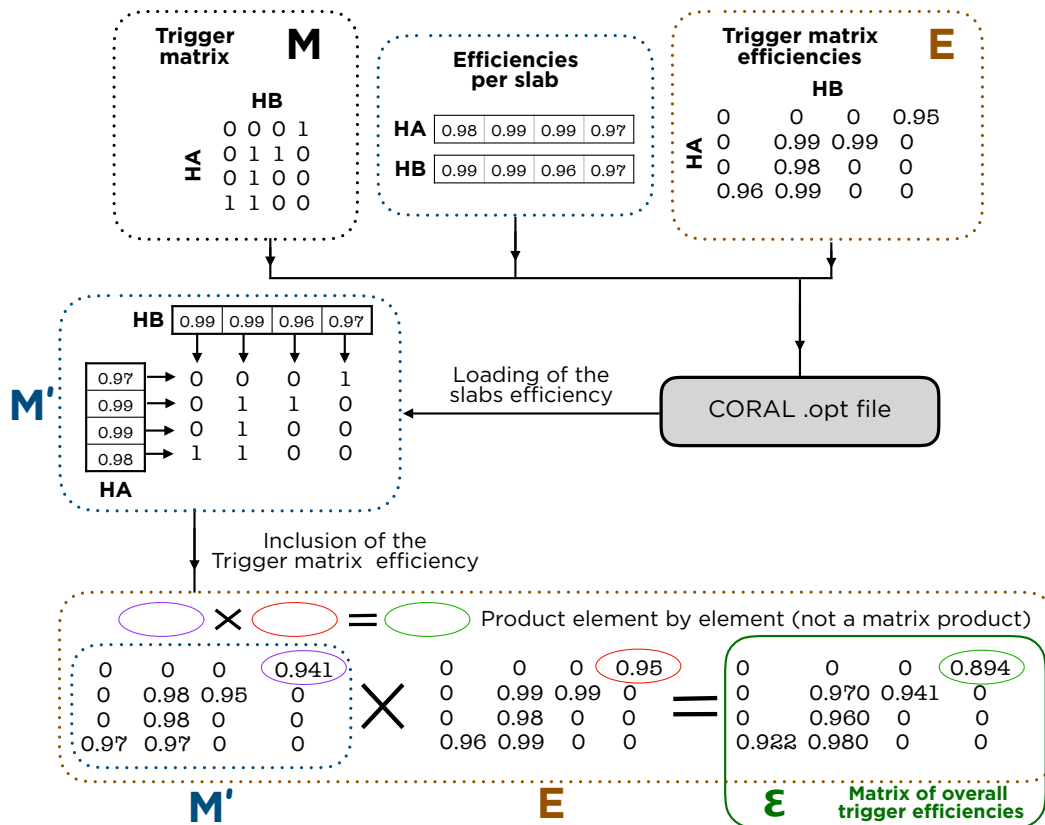 Trigger
matrix
M
HB
HA
0 0 0 1
0 1 1 0
0 1 0 0
1 1 0 0
Efficiencies
per slab
HA 0.98 0.99 0.99 0.97
HB 0.99 0.99 0.96 0.97
Trigger matrix
efficiencies
E
HB
HA
0 0 0 0.95
0 0.99 0.99 0
0 0.98 0 0
0.96 0.99 0 0
HB 0.99 0.99 0.96 0.97
M'
0.97 0 0 0 1
0.99 0 1 1 0
0.99 0 1 0 0
0.98 1 1 0 0
HA
Loading of the
slabs efficiency
CORAL .opt file
Inclusion of the
Trigger matrix efficiency
× = Product element by element (not a matrix product)
0 0 0 0.941
0 0.98 0.95 0
0 0.98 0 0
0.97 0.97 0 0
M'
×
0 0 0 0.95
0 0.99 0.99 0
0 0.98 0 0
0.96 0.99 0 0
E
=
0 0 0 0.894
0 0.970 0.941 0
0 0.960 0 0
0.922 0.980 0 0
ε
Matrix of overall
trigger efficiencies